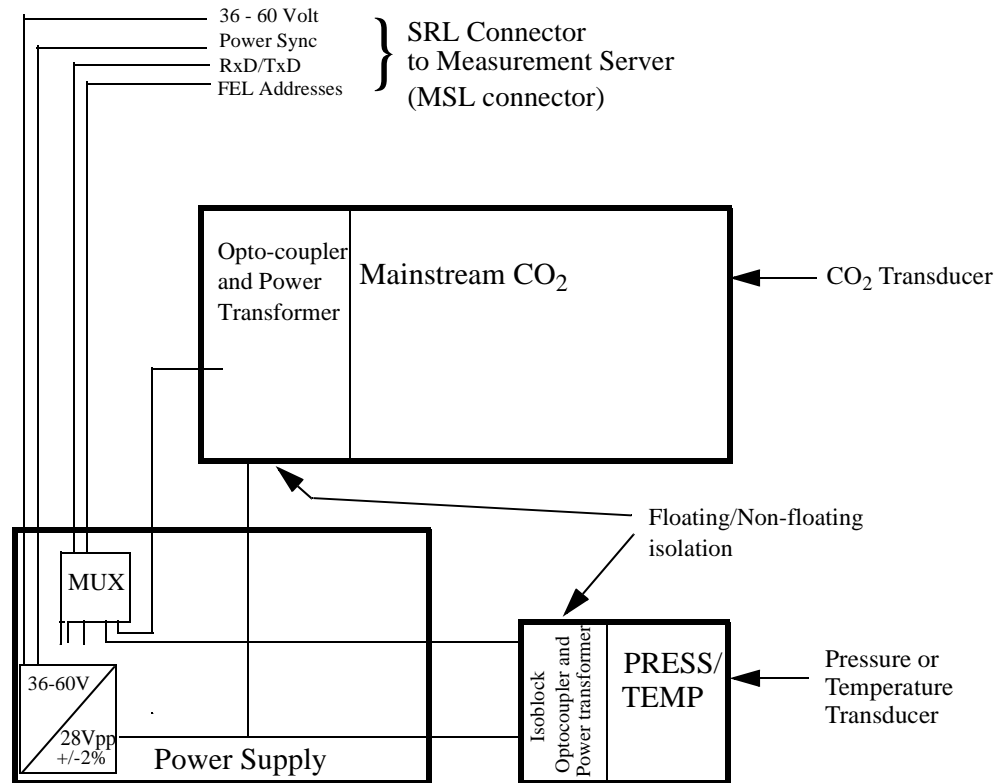 36 - 60 Volt
Power Sync
RxD/TxD
FEL Addresses
SRL Connector
to Measurement Server
(MSL connector)
Opto-coupler
and Power
Transformer
Mainstream CO2
CO2 Transducer
Floating/Non-floating
isolation
MUX
36-60V
28Vpp
+/-2%
Power Supply
Isoblock
Optocoupler and
Power transformer
PRESS/
TEMP
Pressure or
Temperature
Transducer